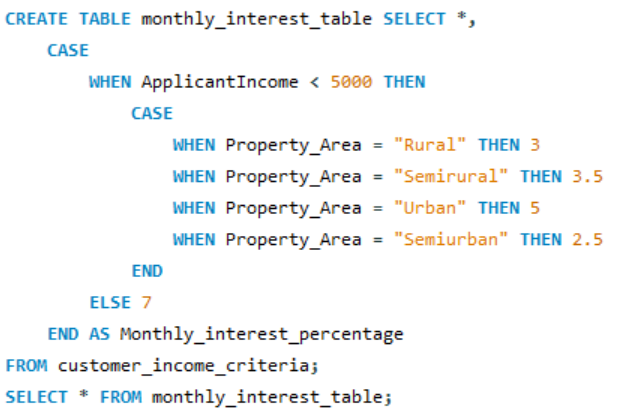 CREATE TABLE monthly_interest_table SELECT *,
    CASE
        WHEN ApplicantIncome < 5000 THEN
            CASE
                WHEN Property_Area = "Rural" THEN 3
                WHEN Property_Area = "Semirural" THEN 3.5
                WHEN Property_Area = "Urban" THEN 5
                WHEN Property_Area = "Semiurban" THEN 2.5
            END
        ELSE 7
    END AS Monthly_interest_percentage
FROM customer_income_criteria;
SELECT * FROM monthly_interest_table;